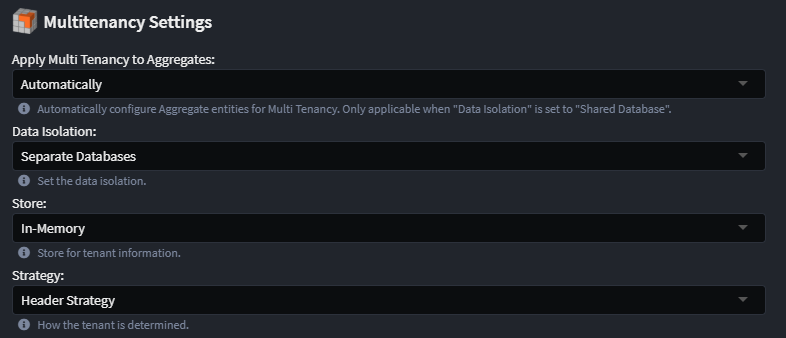 Multitenancy Settings
Apply Multi Tenancy to Aggregates:
Automatically
Automatically configure Aggregate entities for Multi Tenancy. Only applicable when "Data Isolation" is set to "Shared Database".
Data Isolation:
Separate Databases
Set the data isolation.
Store:
In-Memory
Store for tenant information.
Strategy:
Header Strategy
How the tenant is determined.